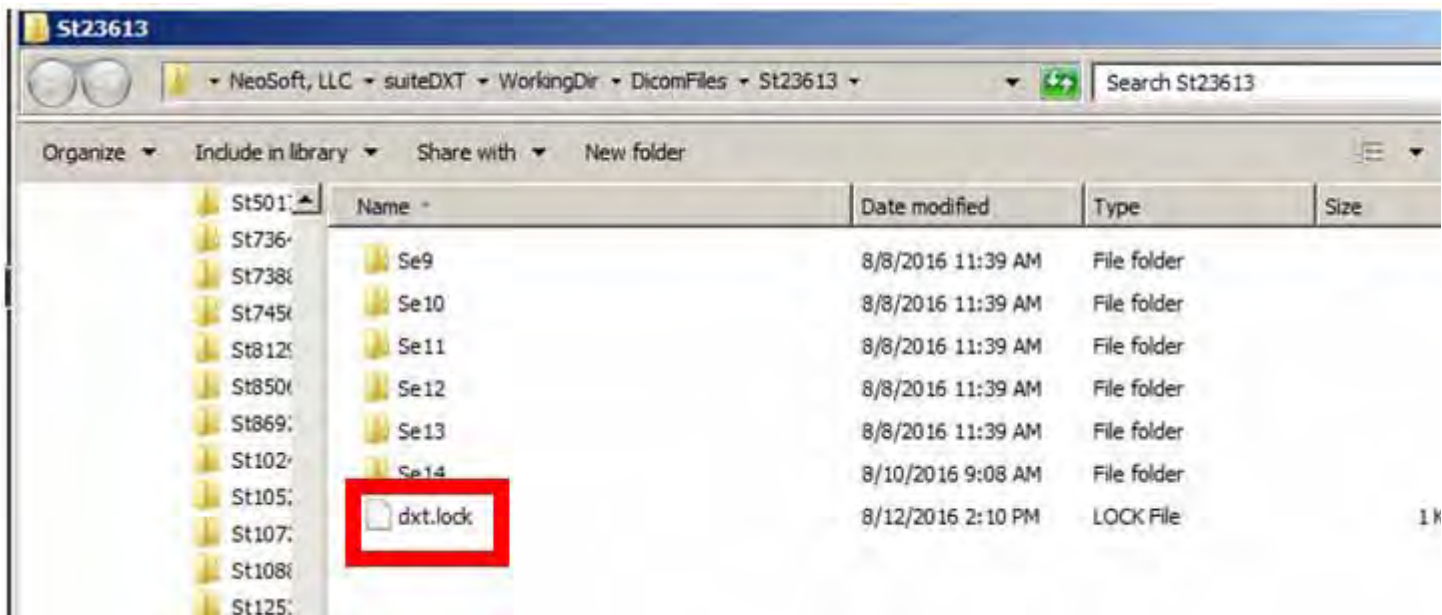 St23613
NeoSoft, LLC suiteDXT WorkingDir DicomFiles St23613
Search St23613
Organize Include in library Share with New folder
Name Date modified Type Size
Se9 8/8/2016 11:39 AM File folder
Se10 8/8/2016 11:39 AM File folder
Se11 8/8/2016 11:39 AM File folder
Se12 8/8/2016 11:39 AM File folder
Se13 8/8/2016 11:39 AM File folder
Se14 8/10/2016 9:08 AM File folder
dxt.lock 8/12/2016 2:10 PM LOCK File